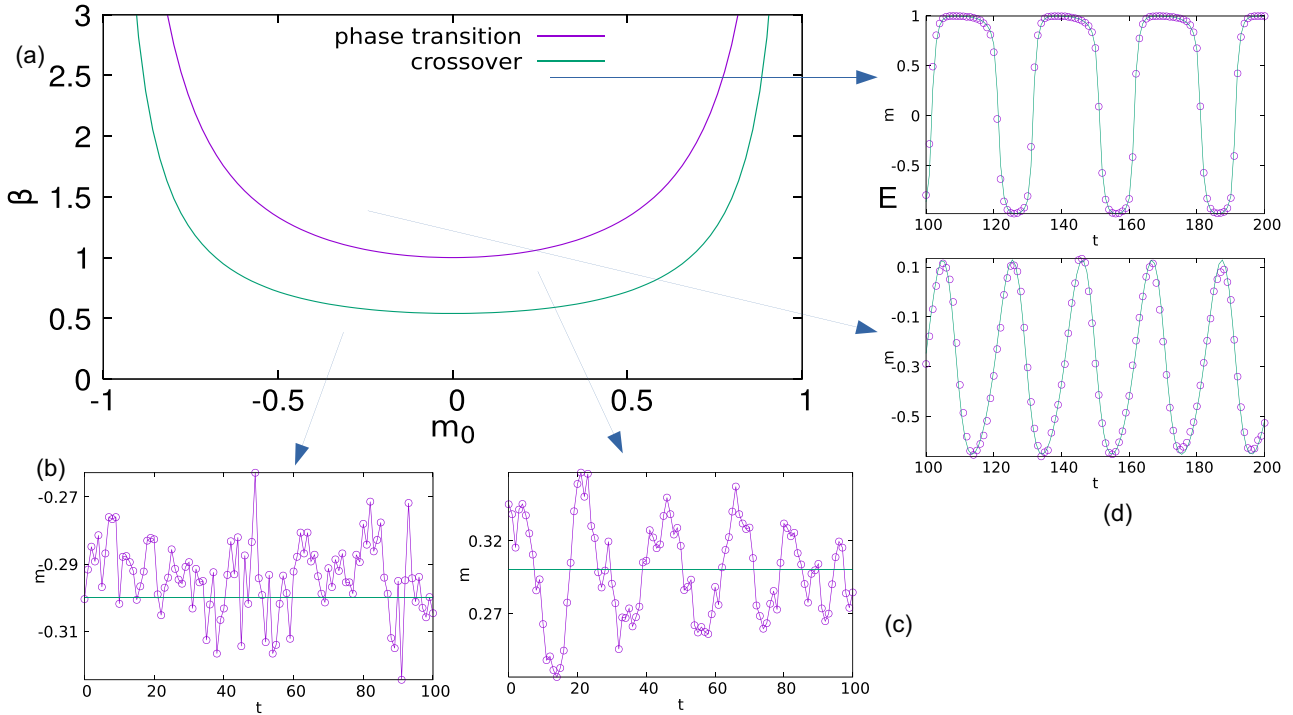 (a)
3
2.5
2
1.5
1
0.5
0
β
-1 -0.5 0 0.5 1
m0
phase transition
crossover
1
0.5
0
-0.5
m
E
100 120 140 160 180 200
t
0.1
-0.1
-0.3
-0.5
m
100 120 140 160 180 200
t
(d)
(b)
-0.27
-0.29
-0.31
m
0 20 40 60 80 100
t
0.32
0.27
m
0 20 40 60 80 100
t
(c)